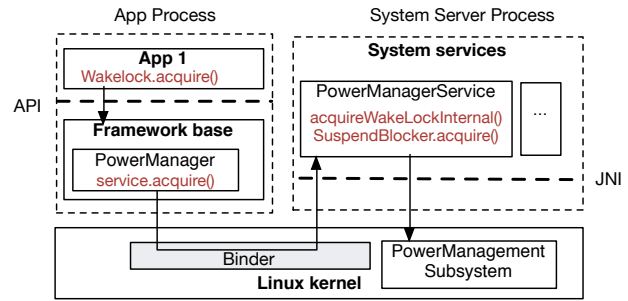 App Process
System Server Process
App 1
Wakelock.acquire()
API
Framework base
PowerManager
service.acquire()
System services
PowerManagerService
acquireWakeLockInternal()
SuspendBlocker.acquire()
...
JNI
Binder
Linux kernel
PowerManagement
Subsystem